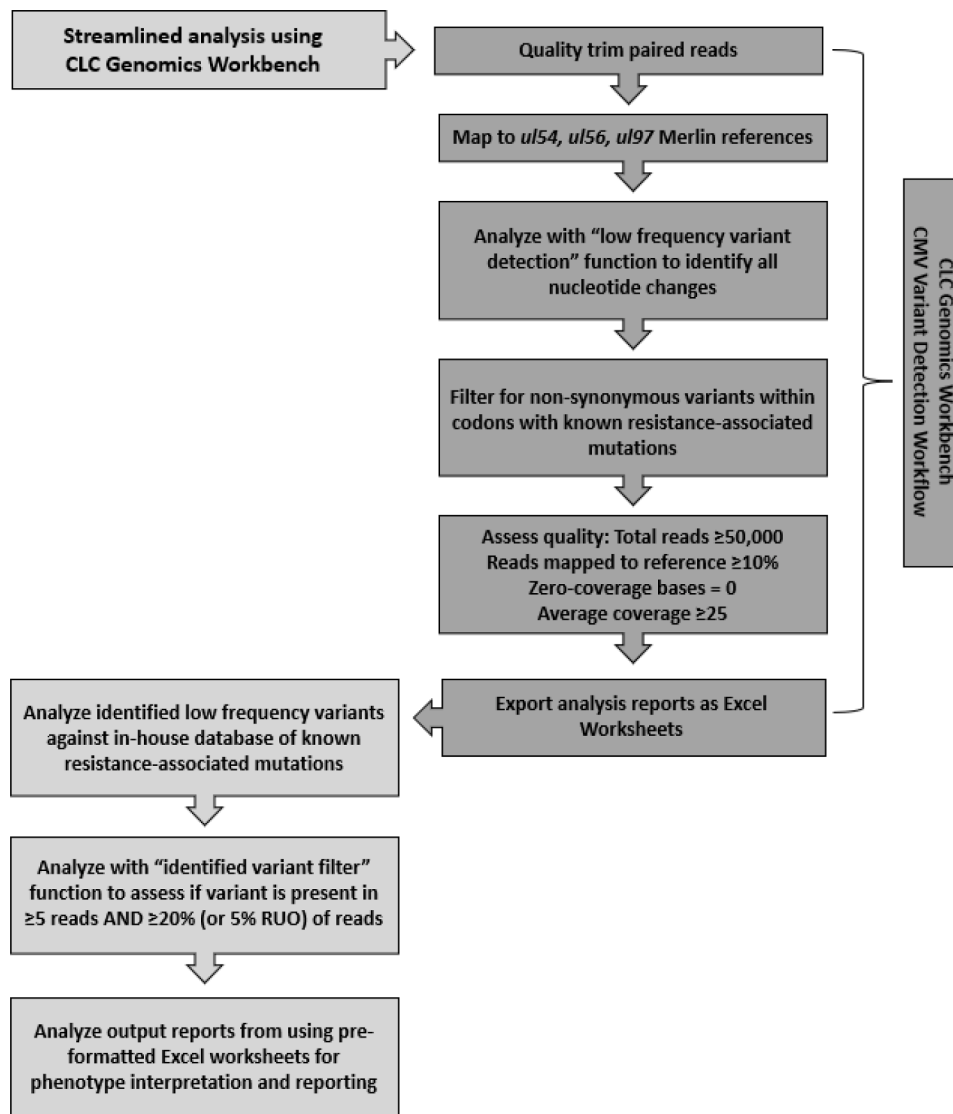 Streamlined analysis using
CLC Genomics Workbench
Quality trim paired reads
Map to ul54, ul56, ul97 Merlin references
Analyze with “low frequency variant
detection” function to identify all
nucleotide changes
Filter for non-synonymous variants within
codons with known resistance-associated
mutations
Assess quality: Total reads ≥50,000
Reads mapped to reference ≥10%
Zero-coverage bases = 0
Average coverage ≥25
Export analysis reports as Excel
Worksheets
CLC Genomics Workbench
CMV Variant Detection Workflow
Analyze identified low frequency variants
against in-house database of known
resistance-associated mutations
Analyze with “identified variant filter”
function to assess if variant is present in
≥5 reads AND ≥20% (or 5% RUO) of reads
Analyze output reports from using pre-
formatted Excel worksheets for
phenotype interpretation and reporting